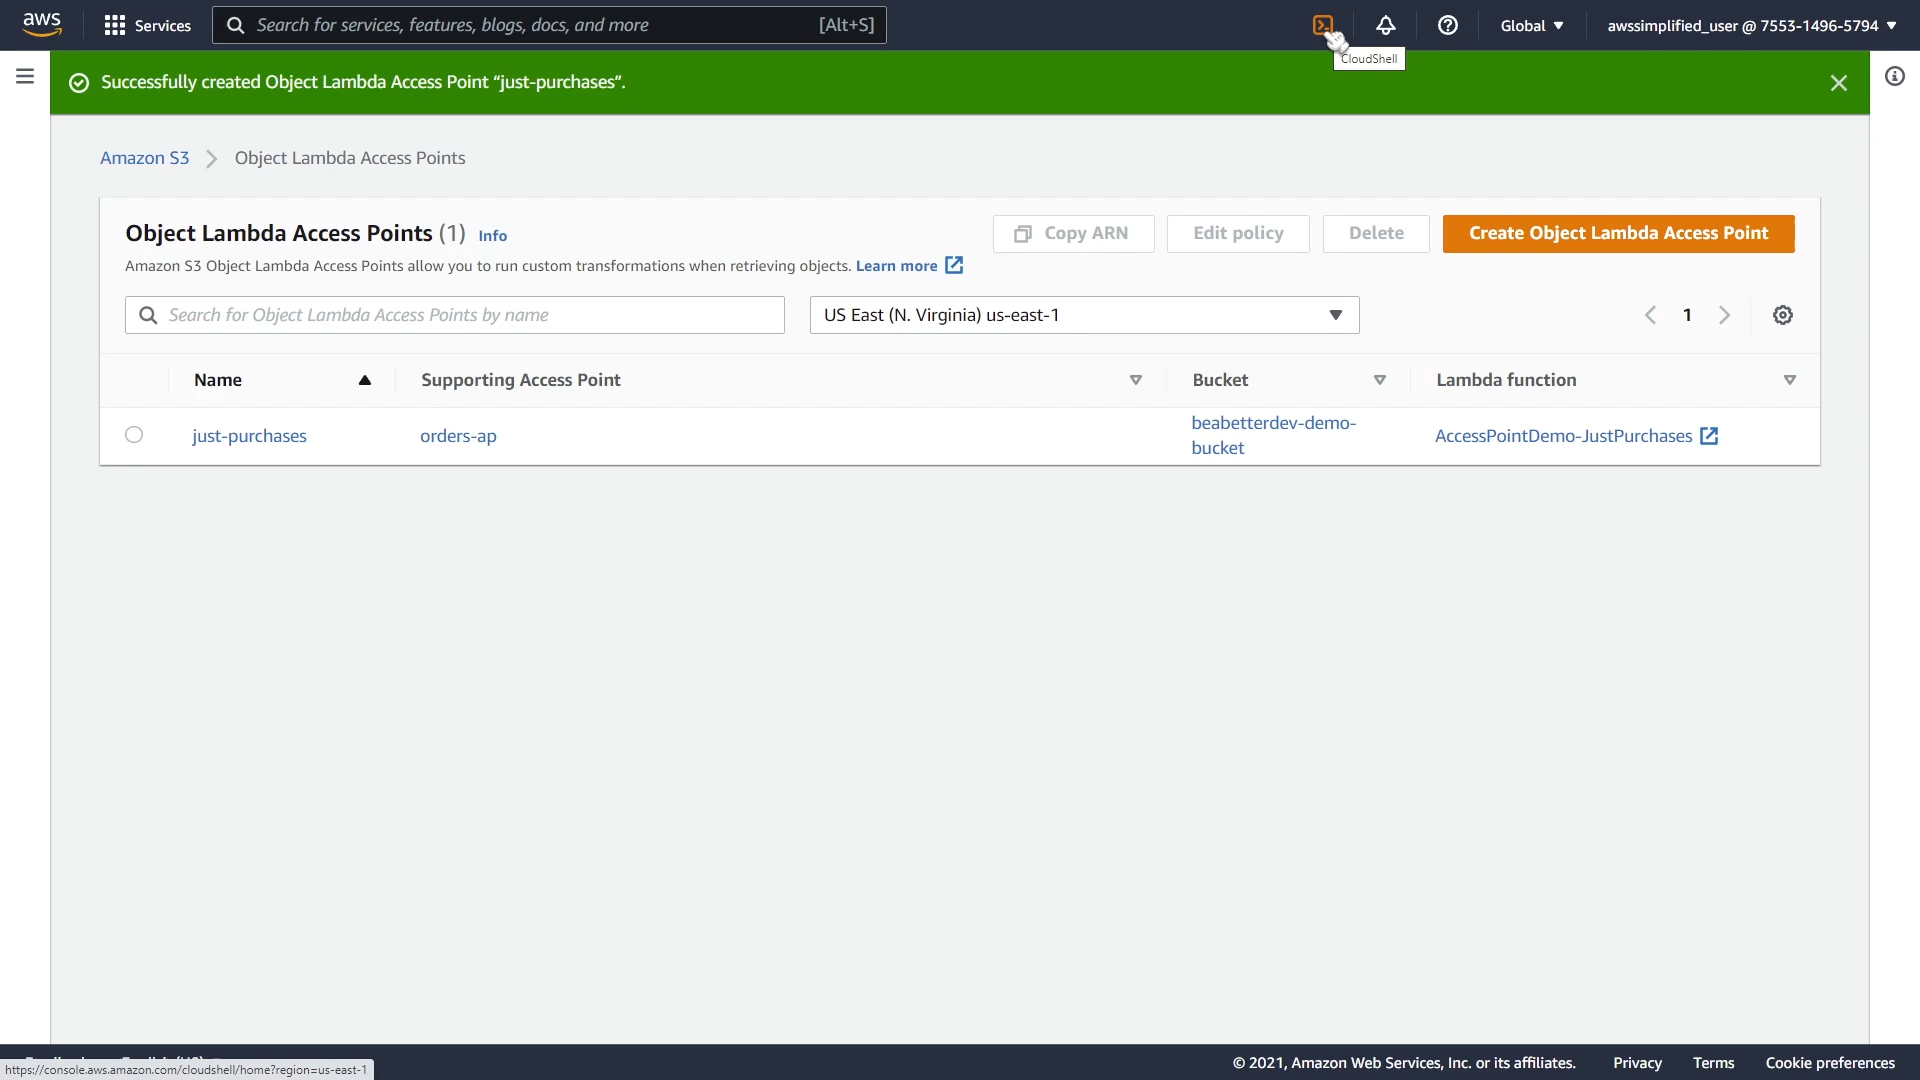 aws
Services
Search for services, features, blogs, docs, and more
[Alt+S]
Global
awssimplified_user @ 7553-1496-5794
CloudShell
Successfully created Object Lambda Access Point “just-purchases”.
Amazon S3
Object Lambda Access Points
Object Lambda Access Points (1)
Info
Copy ARN
Edit policy
Delete
Create Object Lambda Access Point
Amazon S3 Object Lambda Access Points allow you to run custom transformations when retrieving objects. Learn more
Search for Object Lambda Access Points by name
US East (N. Virginia) us-east-1
1
Name
Supporting Access Point
Bucket
Lambda function
just-purchases
orders-ap
beabetterdev-demo-
bucket
AccessPointDemo-JustPurchases
© 2021, Amazon Web Services, Inc. or its affiliates.
Privacy
Terms
Cookie preferences
https://console.aws.amazon.com/cloudshell/home?region=us-east-1